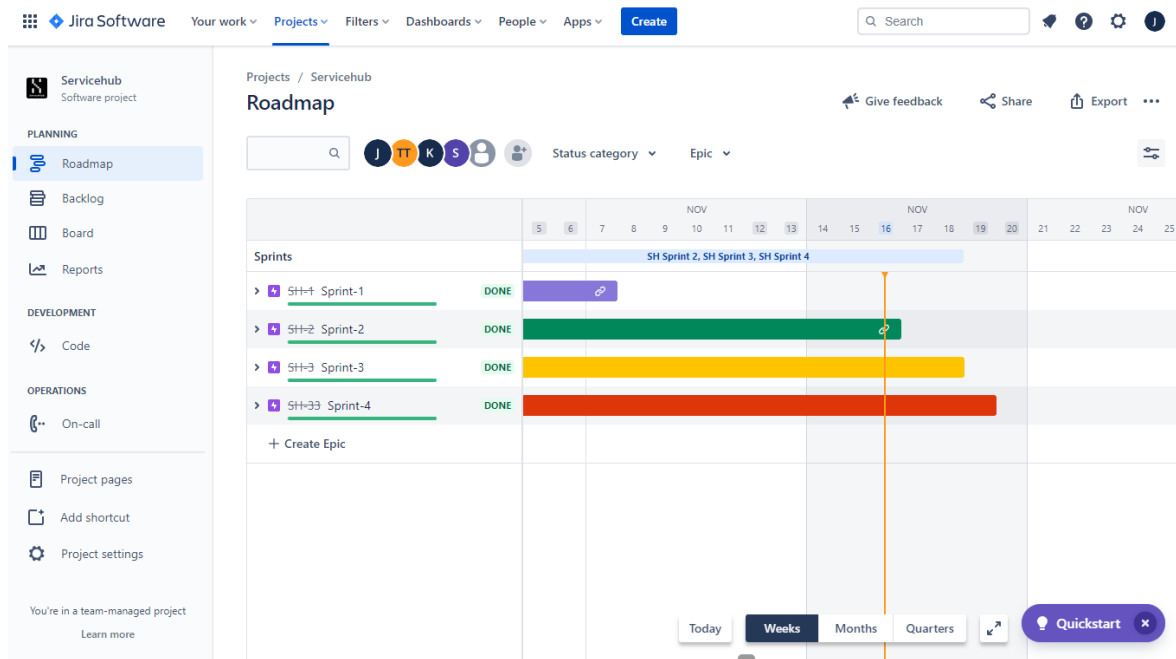 Jira Software Your work Projects Filters Dashboards People Apps Create Search J
Servicehub
Software project
PLANNING
Roadmap
Backlog
Board
Reports
DEVELOPMENT
Code
OPERATIONS
On-call
Project pages
Add shortcut
Project settings
You're in a team-managed project
Learn more
Projects / Servicehub
Roadmap
Give feedback Share Export
J TT K S Status category Epic
NOV NOV NOV
5 6 7 8 9 10 11 12 13 14 15 16 17 18 19 20 21 22 23 24 25
Sprints SH Sprint 2, SH Sprint 3, SH Sprint 4
SH-1 Sprint-1 DONE
SH-2 Sprint-2 DONE
SH-3 Sprint-3 DONE
SH-33 Sprint-4 DONE
+ Create Epic
Today Weeks Months Quarters
Quickstart